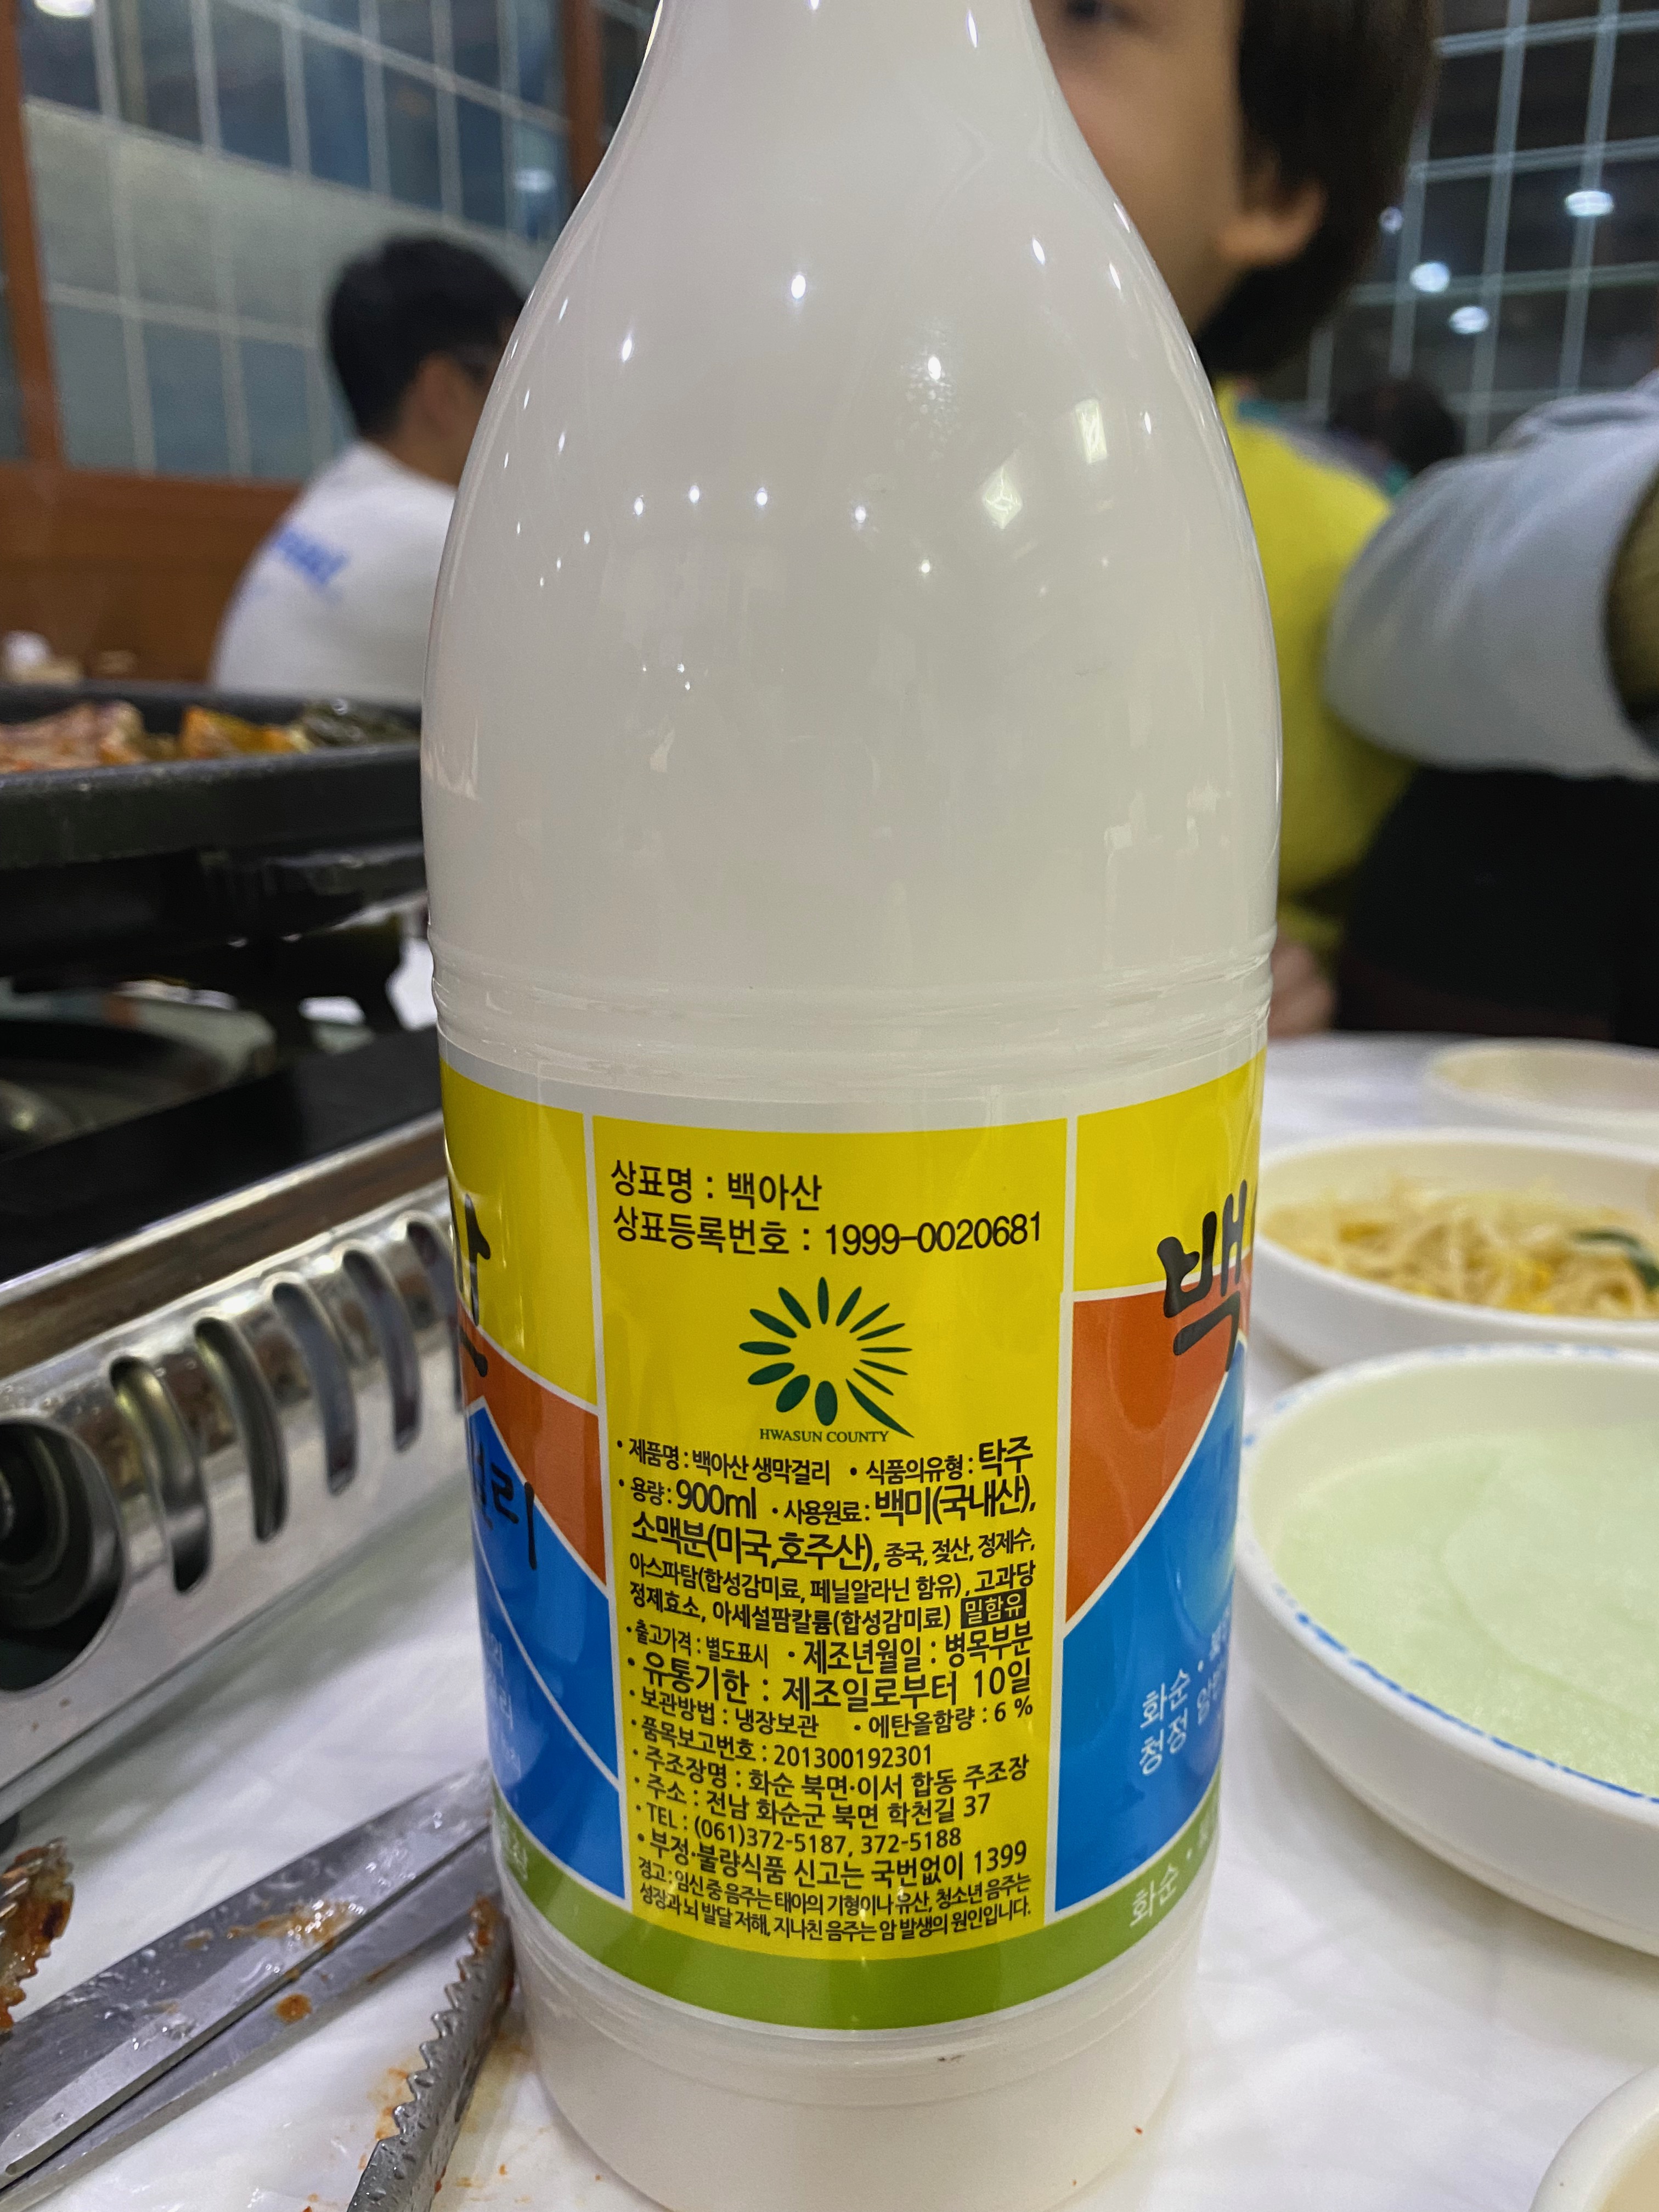 상표명 : 백아산
상표등록번호 : 1999-0020681
HWASUN COUNTY
• 제품명 : 백아산 생막걸리 • 식품의유형 : 탁주
• 용량 : 900ml • 사용원료 : 백미(국내산),
소맥분(미국,호주산), 종국, 젖산, 정제수,
아스파탐(합성감미료, 페닐알라닌 함유), 고과당
정제효소, 아세설팜칼륨(합성감미료) 밀함유
• 출고가격 : 별도표시 • 제조년월일 : 병목부분
• 유통기한 : 제조일로부터 10일
• 보관방법 : 냉장보관 • 에탄올함량 : 6 %
• 품목보고번호 : 201300192301
• 주조장명 : 화순 북면·이서 합동 주조장
• 주소 : 전남 화순군 북면 학천길 37
• TEL : (061)372-5187, 372-5188
• 부정·불량식품 신고는 국번없이 1399
경고 : 임신 중 음주는 태아의 기형이나 유산, 청소년 음주는
성장과 뇌 발달 저해, 지나친 음주는 암 발생의 원인입니다.
백
화순 •
청정
화순 •
리